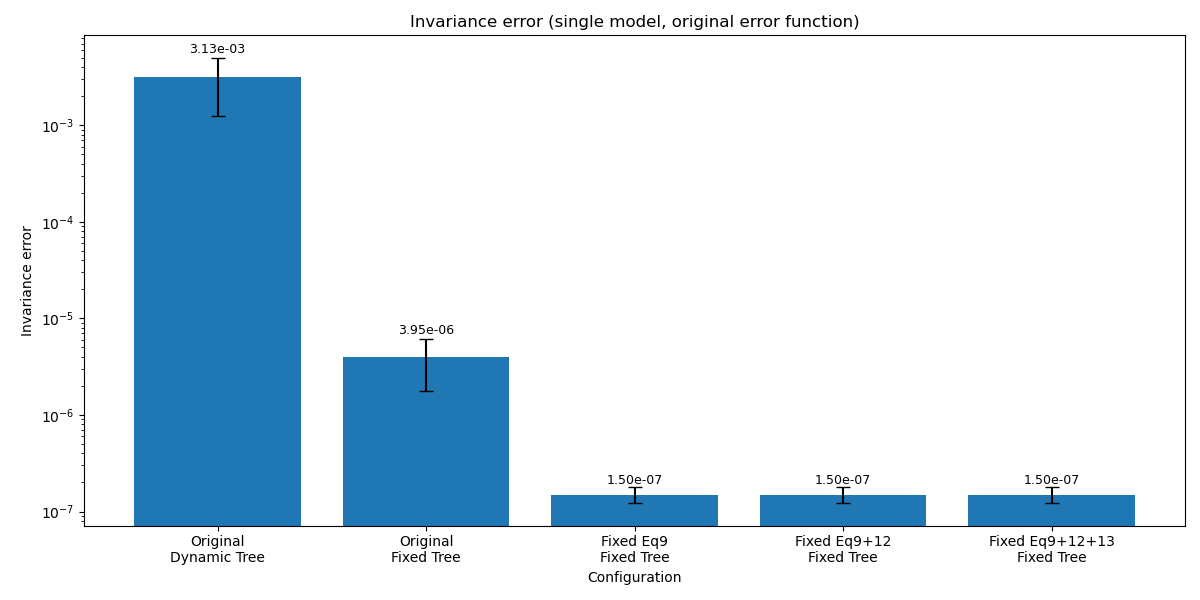 Invariance error (single model, original error function)
3.13e-03
3.95e-06
1.50e-07
1.50e-07
1.50e-07
10⁻³
10⁻⁴
10⁻⁵
10⁻⁶
10⁻⁷
Invariance error
Original
Dynamic Tree
Original
Fixed Tree
Fixed Eq9
Fixed Tree
Fixed Eq9+12
Fixed Tree
Fixed Eq9+12+13
Fixed Tree
Configuration